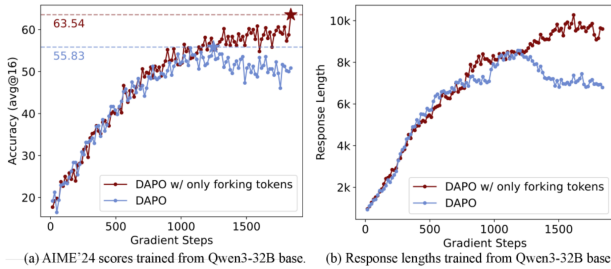 63.54
55.83
60
50
40
30
20
Accuracy (avg@16)
DAPO w/ only forking tokens
DAPO
0
500
1000
1500
Gradient Steps
(a) AIME'24 scores trained from Qwen3-32B base.
10k
8k
6k
4k
2k
Response Length
DAPO w/ only forking tokens
DAPO
0
500
1000
1500
Gradient Steps
(b) Response lengths trained from Qwen3-32B base